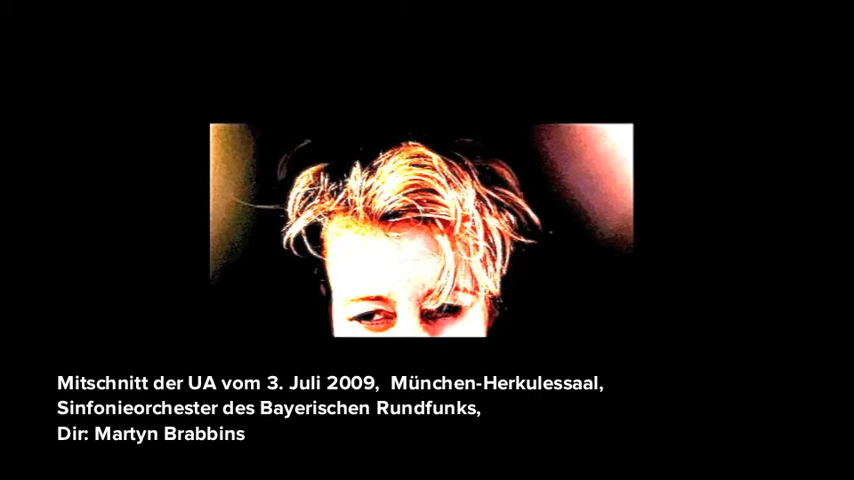 Mitschnitt der UA vom 3. Juli 2009, München-Herkulessaal,
Sinfonieorchester des Bayerischen Rundfunks,
Dir: Martyn Brabbins